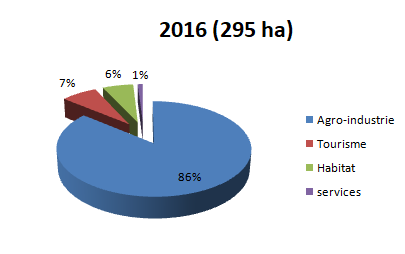 2016 (295 ha)
7%
6%
1%
86%
Agro-industrie
Tourisme
Habitat
services